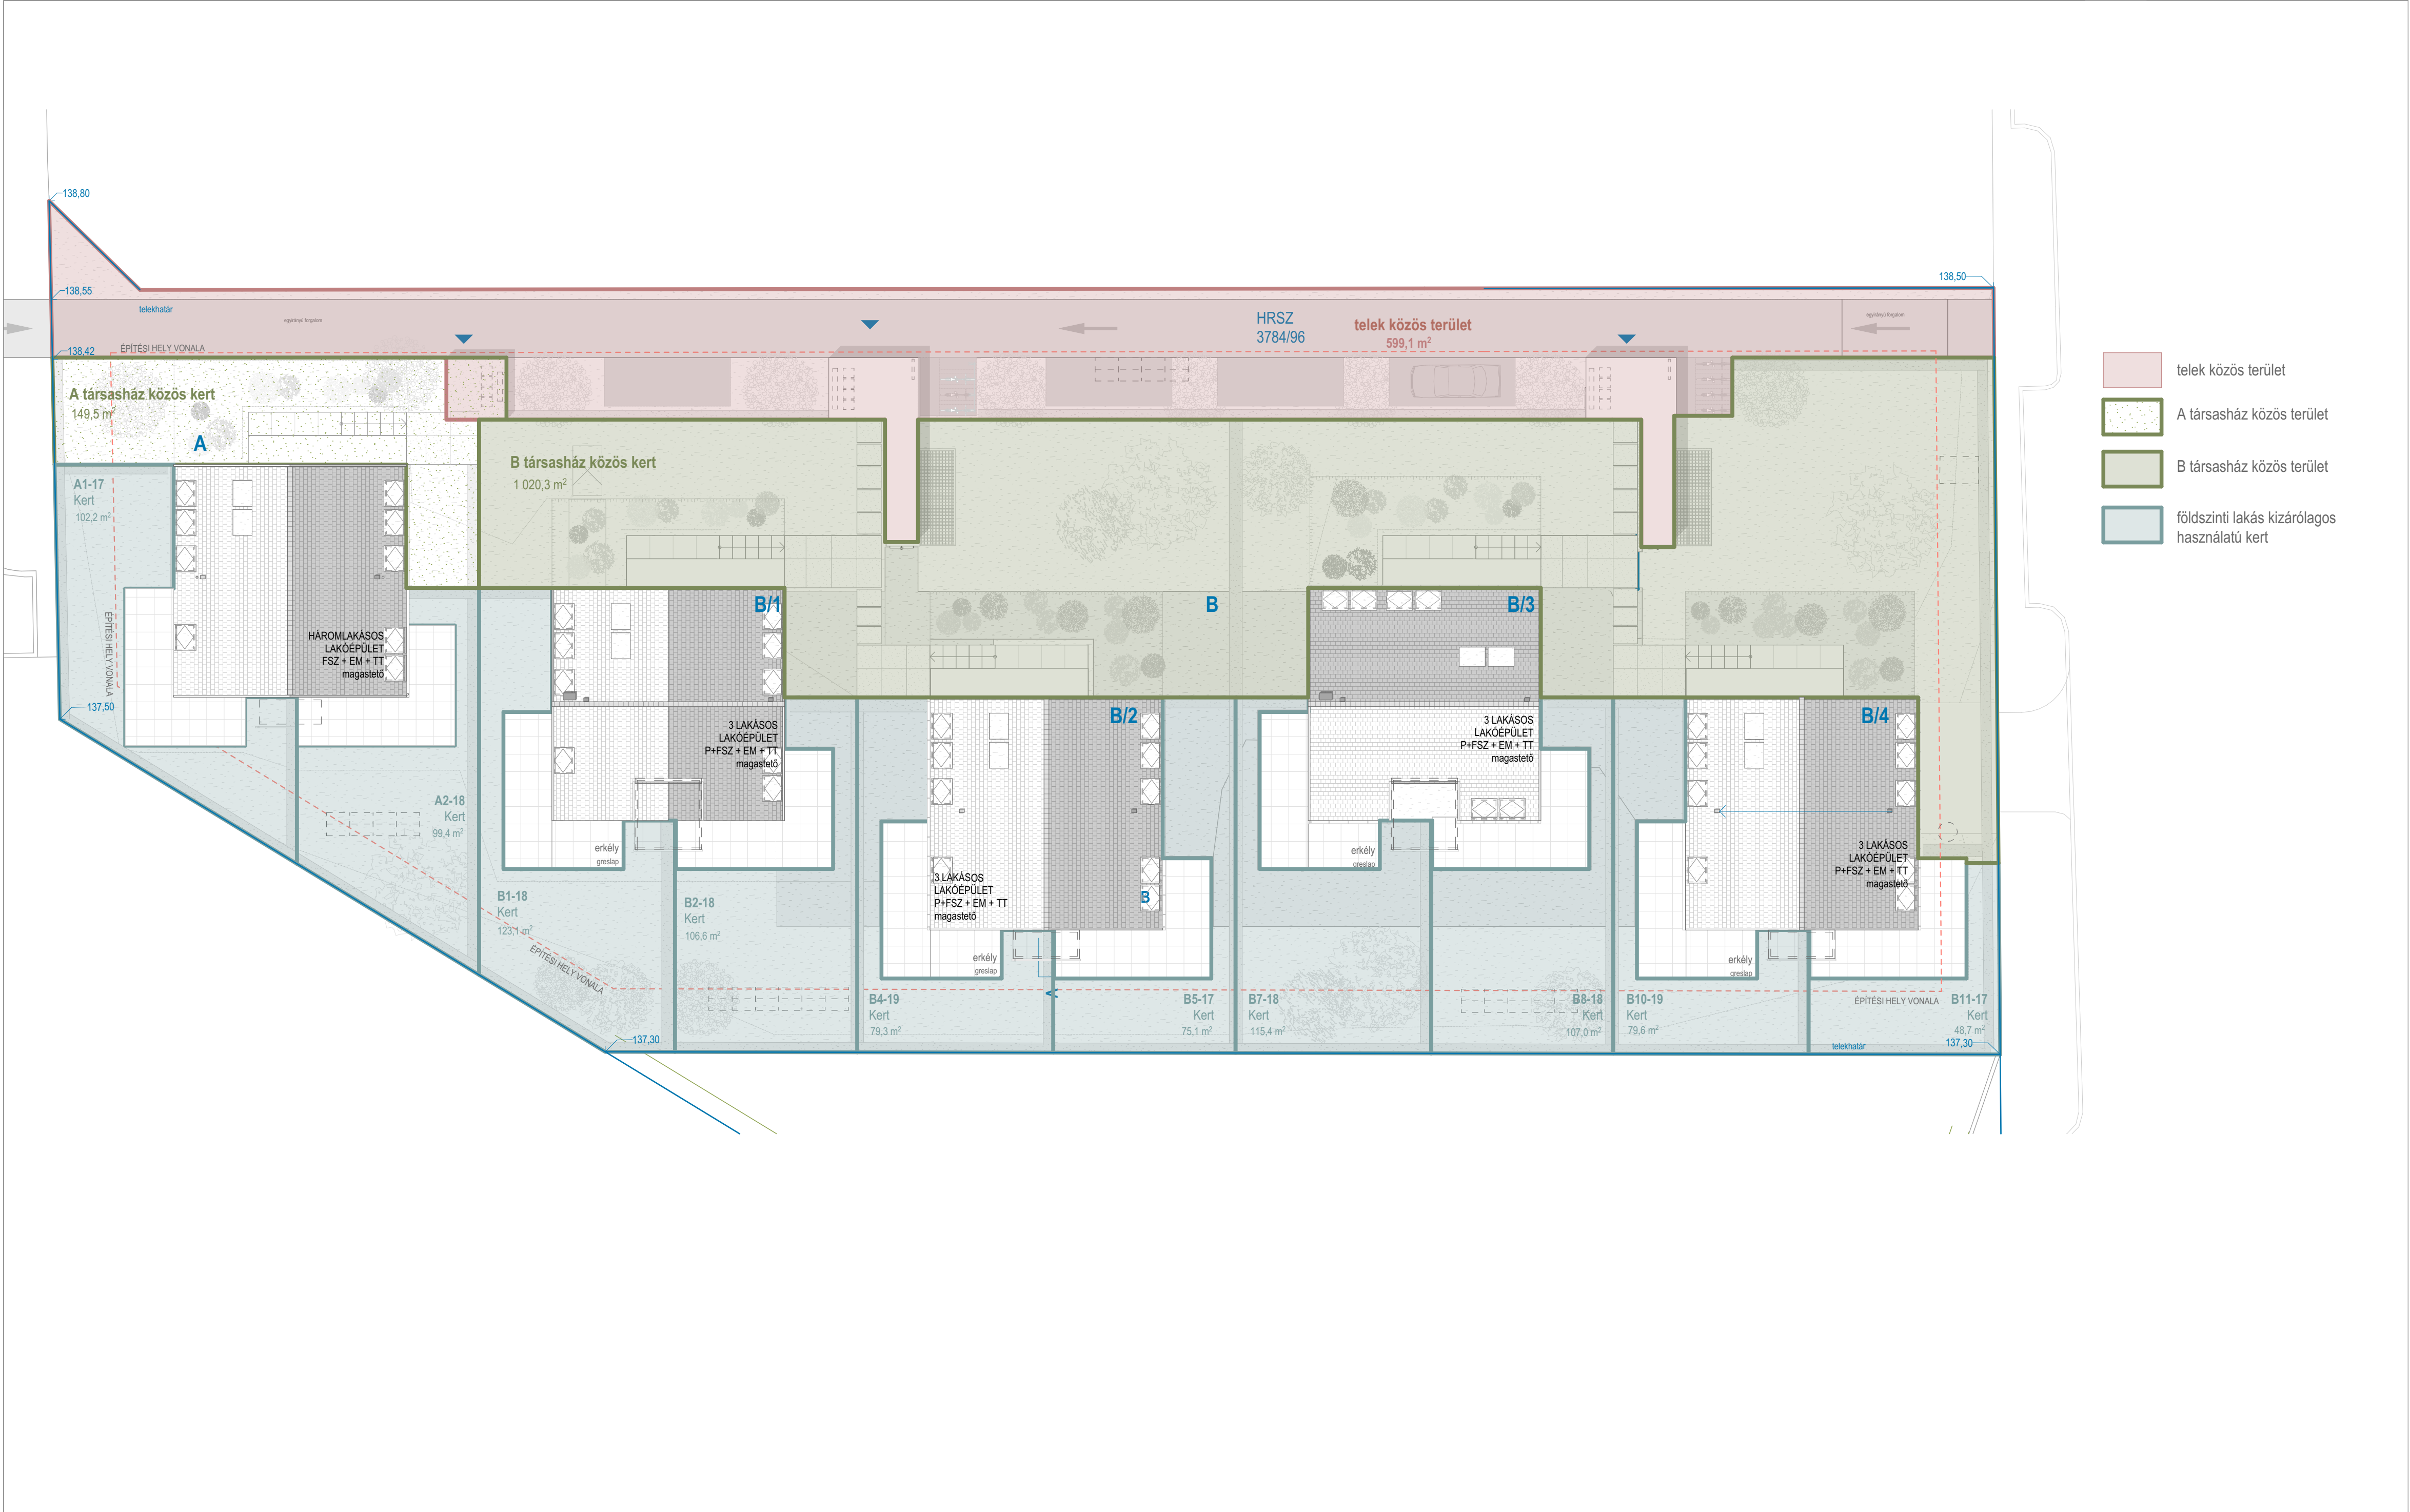 138,80
138,55
telekhatár
egyirányú forgalom
138,42
ÉPÍTÉSI HELY VONALA
HRSZ
3784/96
telek közös terület
599,1 m²
138,50
egyirányú forgalom
telek közös terület
A társasház közös terület
B társasház közös terület
földszinti lakás kizárólagos
használatú kert
A társasház közös kert
149,5 m²
A
B társasház közös kert
1 020,3 m²
A1-17
Kert
102,2 m²
ÉPÍTÉSI HELY VONALA
HÁROMLAKÁSOS
LAKÓÉPÜLET
FSZ + EM + TT
magastető
137,50
A2-18
Kert
99,4 m²
B/1
3 LAKÁSOS
LAKÓÉPÜLET
P+FSZ + EM + TT
magastető
erkély
greslap
B1-18
Kert
123,1 m²
ÉPÍTÉSI HELY VONALA
137,30
B2-18
Kert
106,6 m²
B
B/2
3 LAKÁSOS
LAKÓÉPÜLET
P+FSZ + EM + TT
magastető
B
erkély
greslap
A
B4-19
Kert
79,3 m²
B5-17
Kert
75,1 m²
B/3
3 LAKÁSOS
LAKÓÉPÜLET
P+FSZ + EM + TT
magastető
erkély
greslap
B7-18
Kert
115,4 m²
B8-18
Kert
107,0 m²
B/4
3 LAKÁSOS
LAKÓÉPÜLET
P+FSZ + EM + TT
magastető
erkély
greslap
B10-19
Kert
79,6 m²
ÉPÍTÉSI HELY VONALA
B11-17
Kert
48,7 m²
telekhatár
137,30